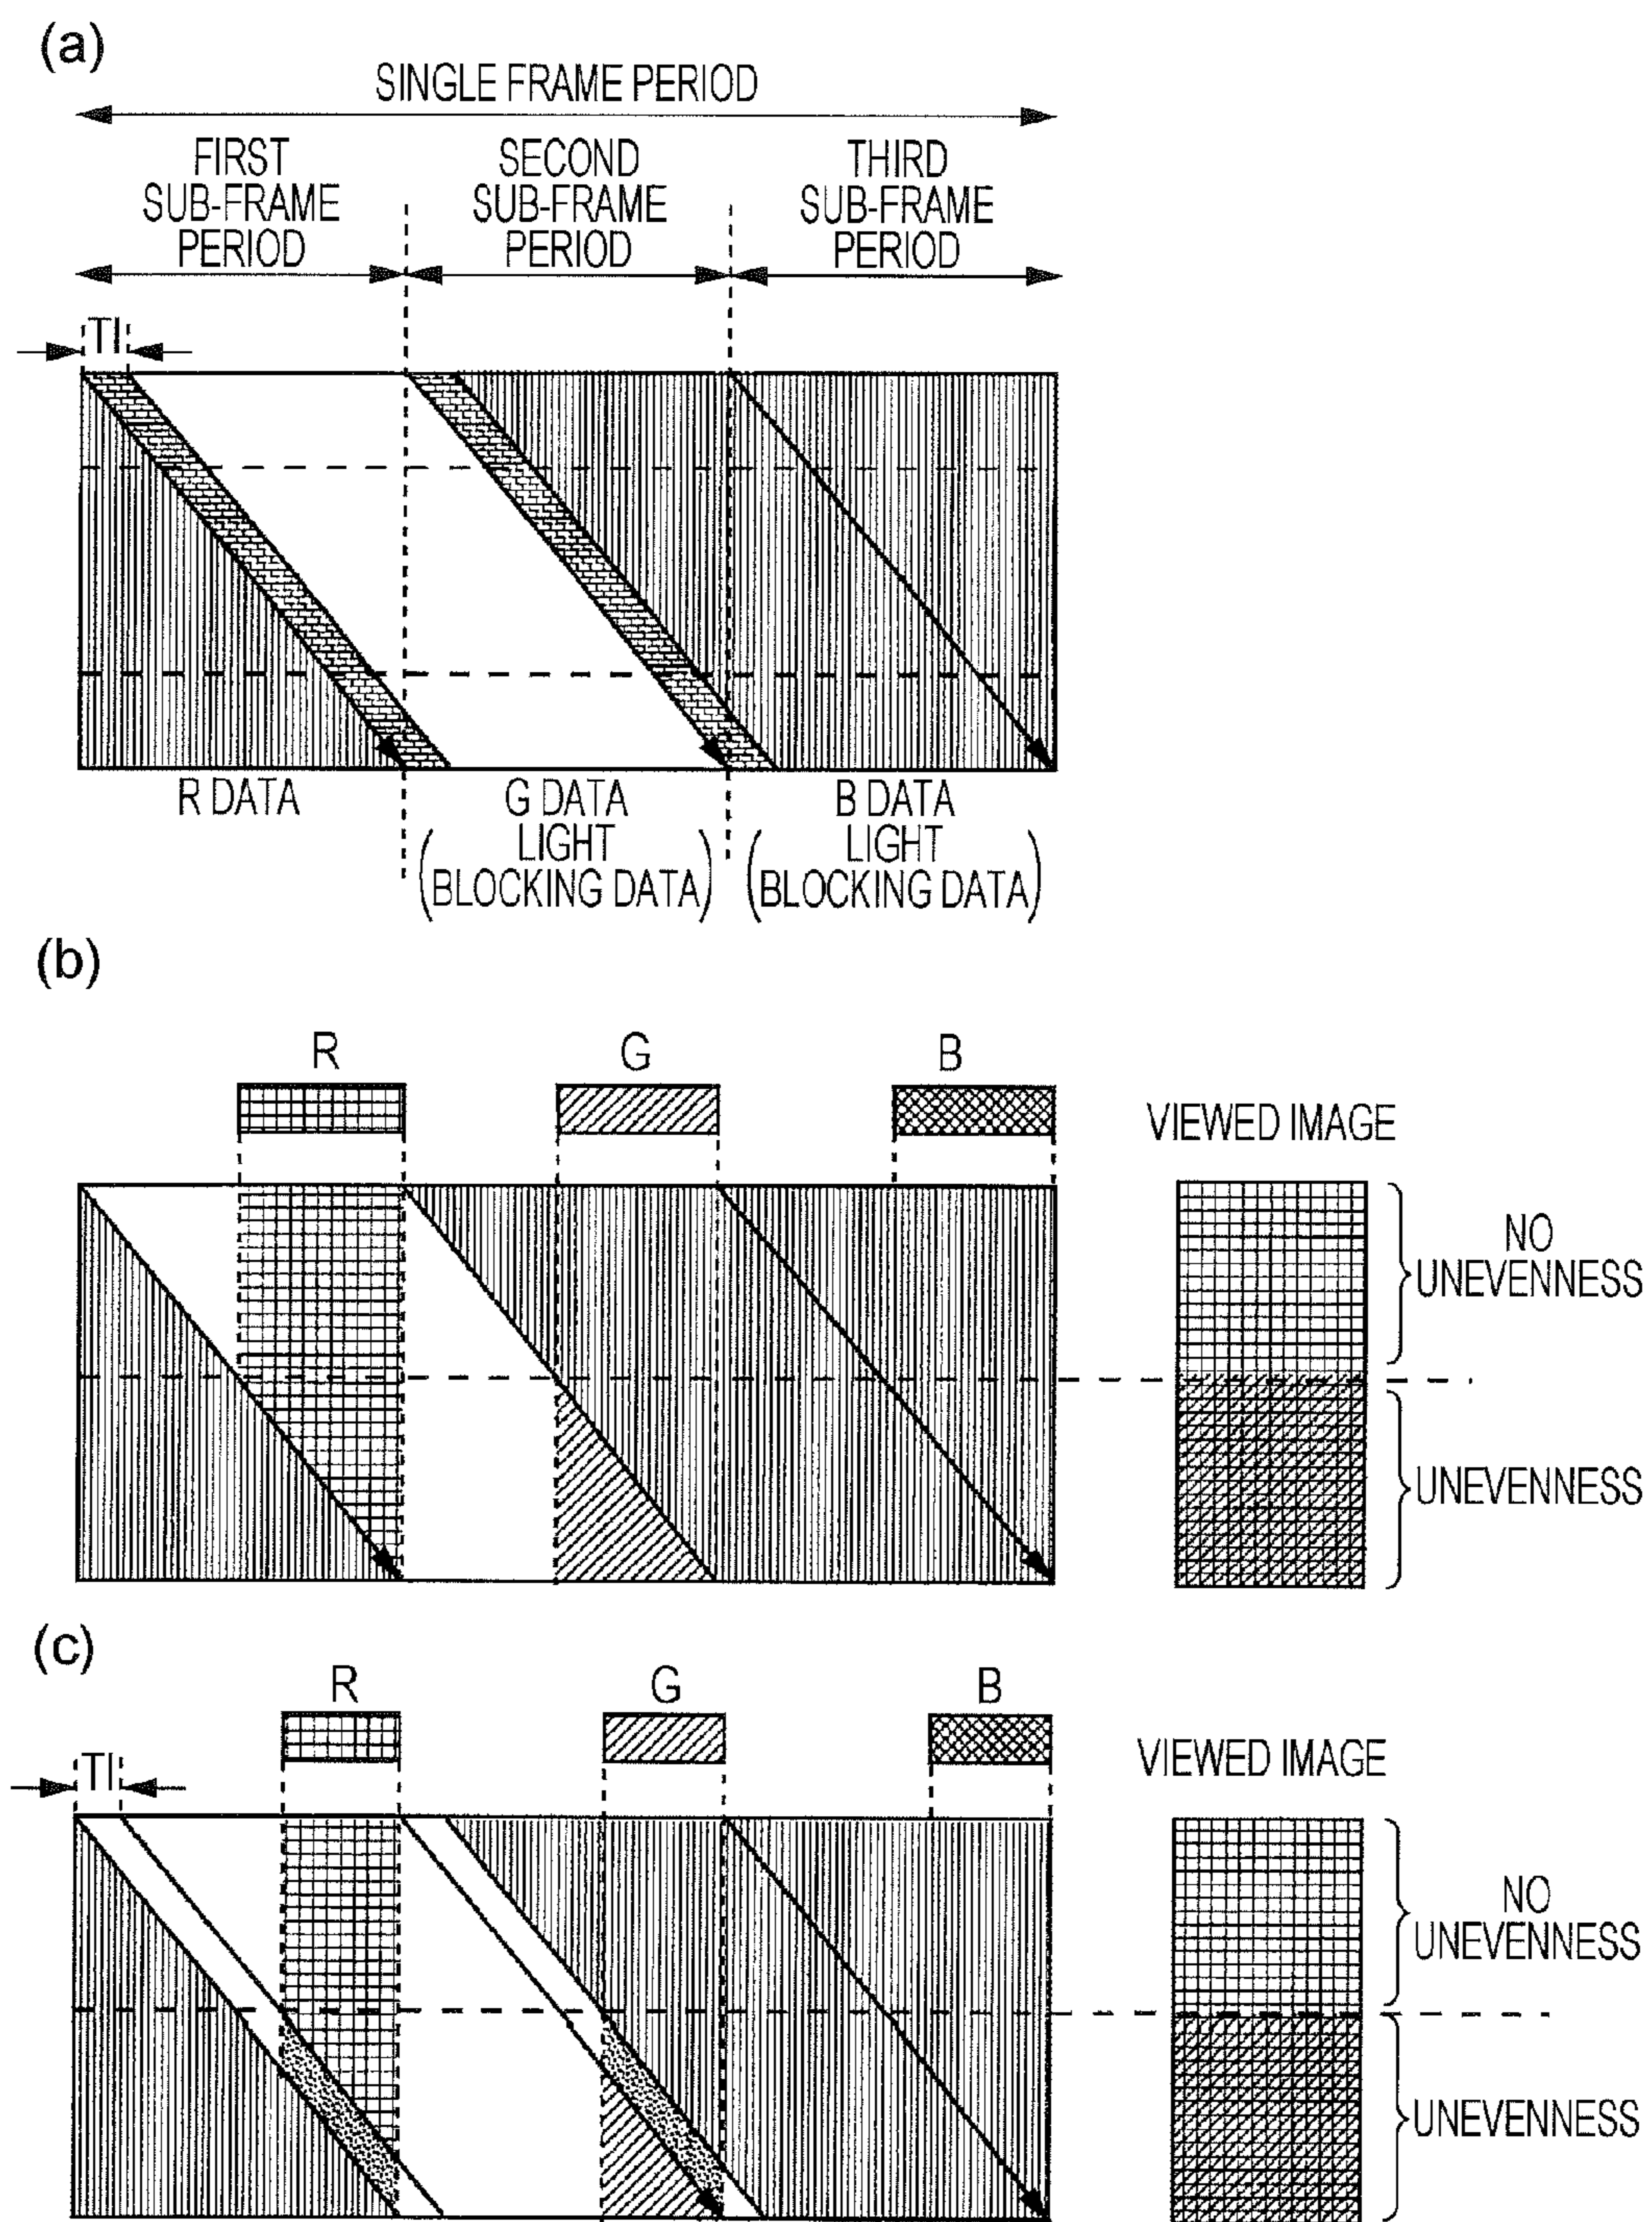 (a)
SINGLE FRAME PERIOD
FIRST
SUB-FRAME
PERIOD
SECOND
SUB-FRAME
PERIOD
THIRD
SUB-FRAME
PERIOD
TI
R DATA
G DATA
LIGHT
(BLOCKING DATA)
B DATA
LIGHT
(BLOCKING DATA)
(b)
R
G
B
VIEWED IMAGE
NO
UNEVENNESS
UNEVENNESS
(c)
R
G
B
TI
VIEWED IMAGE
NO
UNEVENNESS
UNEVENNESS